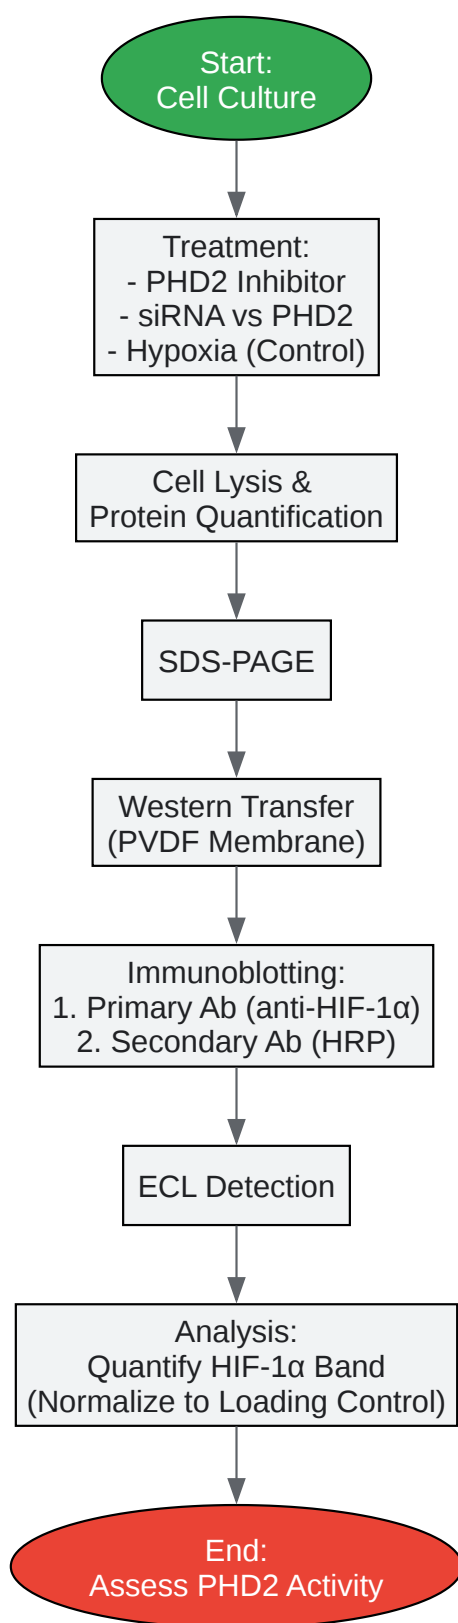 Start:
Cell Culture
Treatment:
- PHD2 Inhibitor
- siRNA vs PHD2
- Hypoxia (Control)
Cell Lysis &
Protein Quantification
SDS-PAGE
Western Transfer
(PVDF Membrane)
Immunoblotting:
1. Primary Ab (anti-HIF-1α)
2. Secondary Ab (HRP)
ECL Detection
Analysis:
Quantify HIF-1α Band
(Normalize to Loading Control)
End:
Assess PHD2 Activity